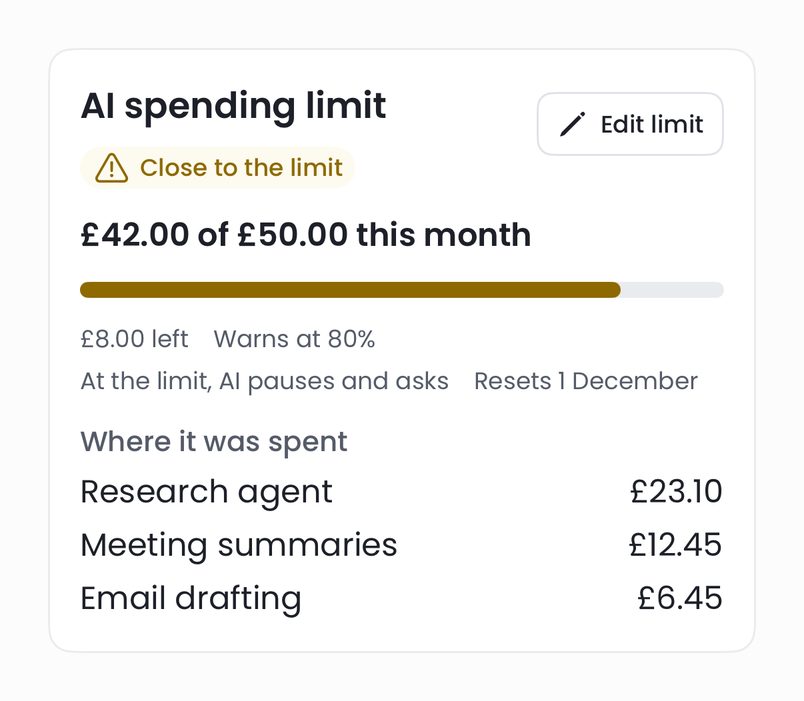 AI spending limit
Edit limit
Close to the limit
£42.00 of £50.00 this month
£8.00 left Warns at 80%
At the limit, AI pauses and asks Resets 1 December
Where it was spent
Research agent £23.10
Meeting summaries £12.45
Email drafting £6.45